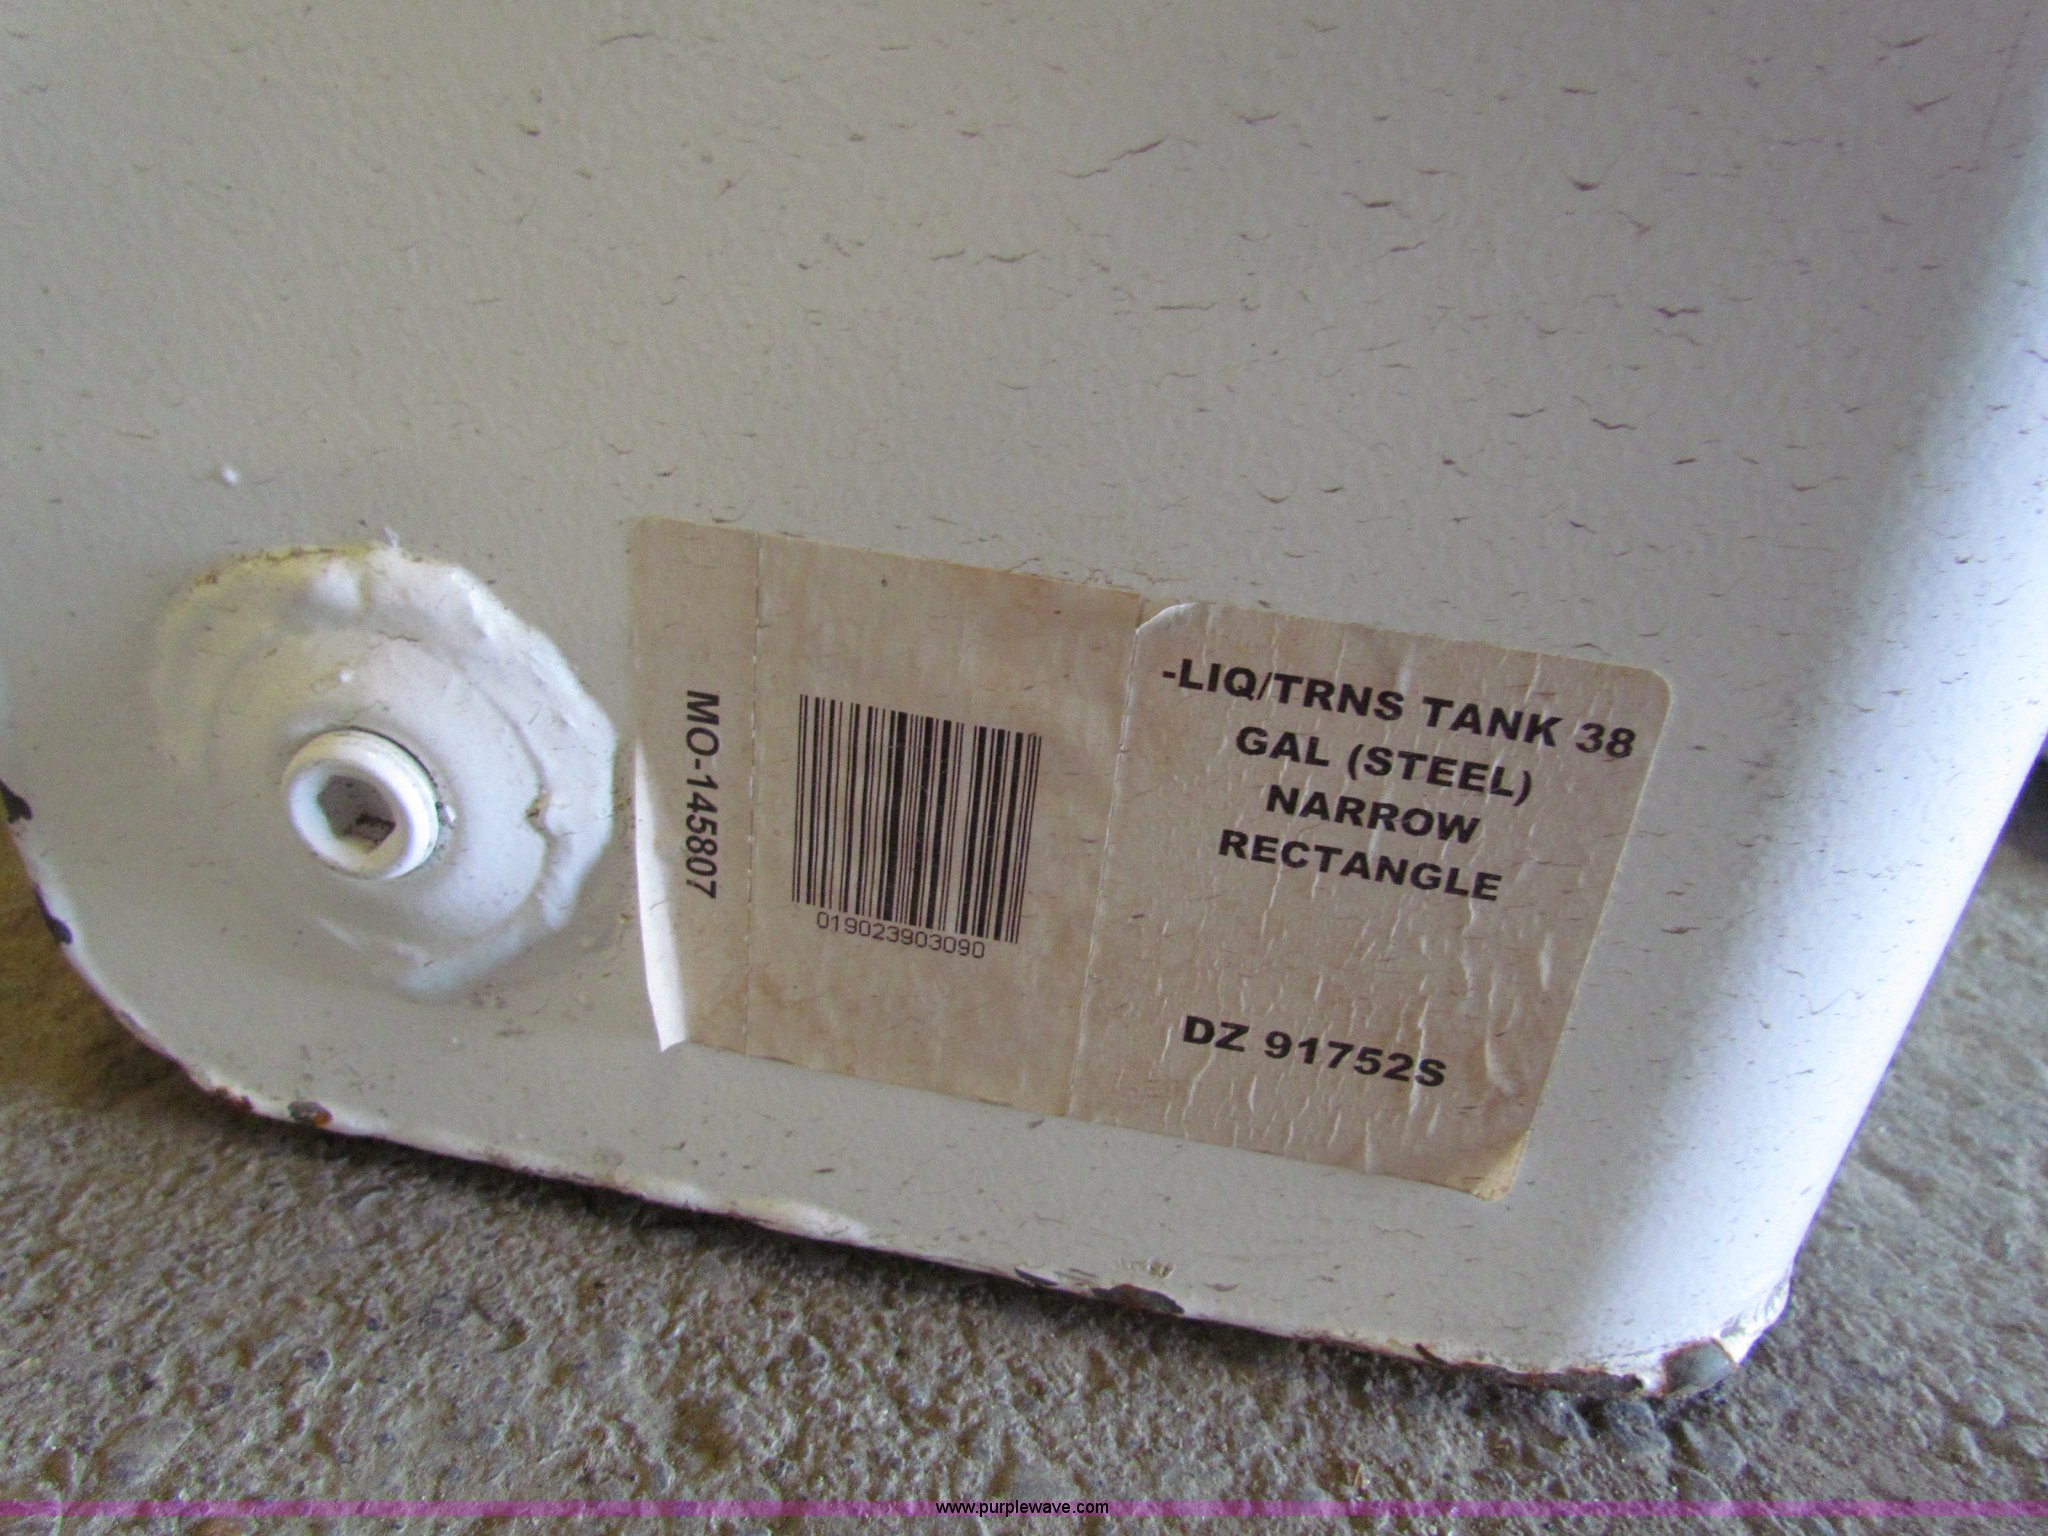 -LIQ/TRNS TANK 38
GAL (STEEL)
NARROW
RECTANGLE
DZ 91752S
019023903090
MO-145807
www.purplewave.com